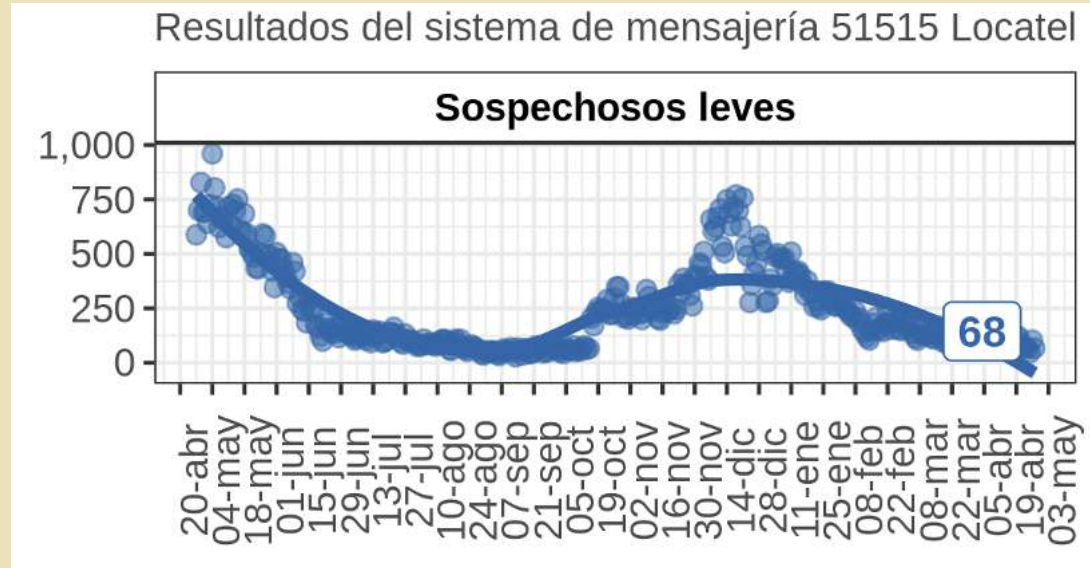 Resultados del sistema de mensajería 51515 Locatel
Sospechosos leves
1,000
750
500
250
0
68
20-abr
04-may
18-may
01-jun
15-jun
29-jun
13-jul
27-jul
10-ago
24-ago
07-sep
21-sep
05-oct
19-oct
02-nov
16-nov
30-nov
14-dic
28-dic
11-ene
25-ene
08-feb
22-feb
08-mar
22-mar
05-abr
19-abr
03-may